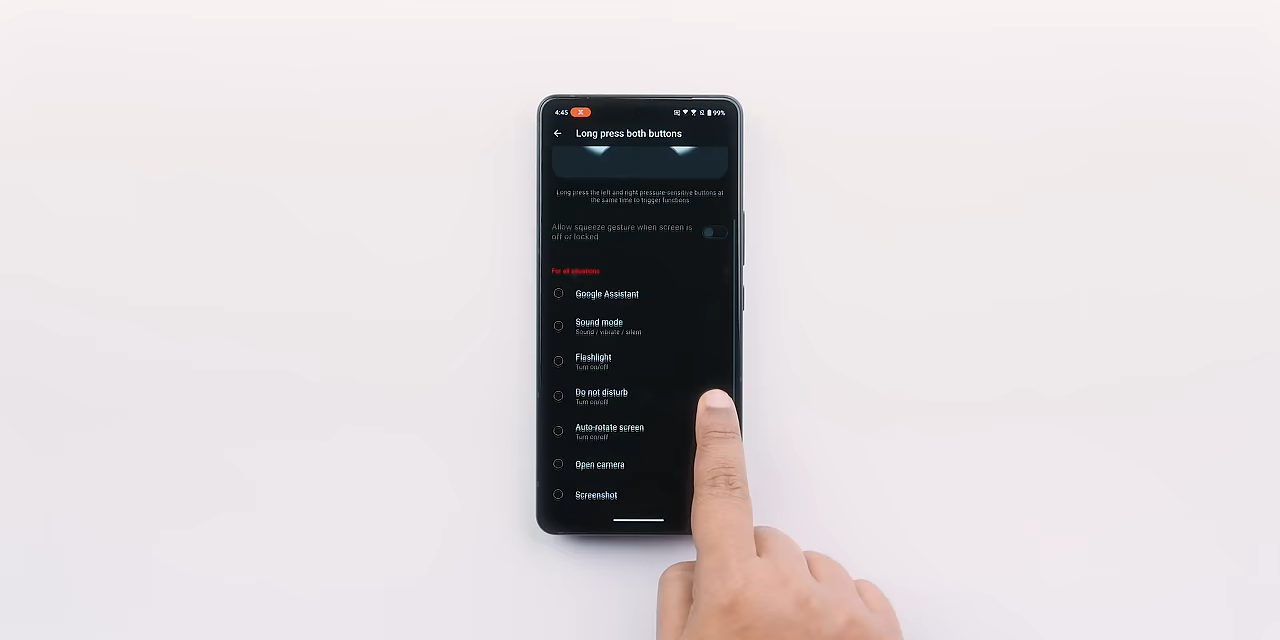 4:45 99%
Long press both buttons
Long press the left and right pressure-sensitive buttons at
the same time to trigger functions
Allow squeeze gesture when screen is
off or locked
For all situations
Google Assistant
Sound mode
Sound / vibrate / silent
Flashlight
Turn on/off
Do not disturb
Turn on/off
Auto-rotate screen
Turn on/off
Open camera
Screenshot